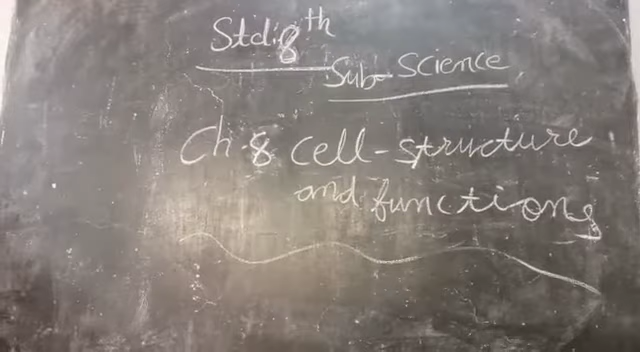 Std:8th
Sub- Science
Ch 8 cell-structure
and functions